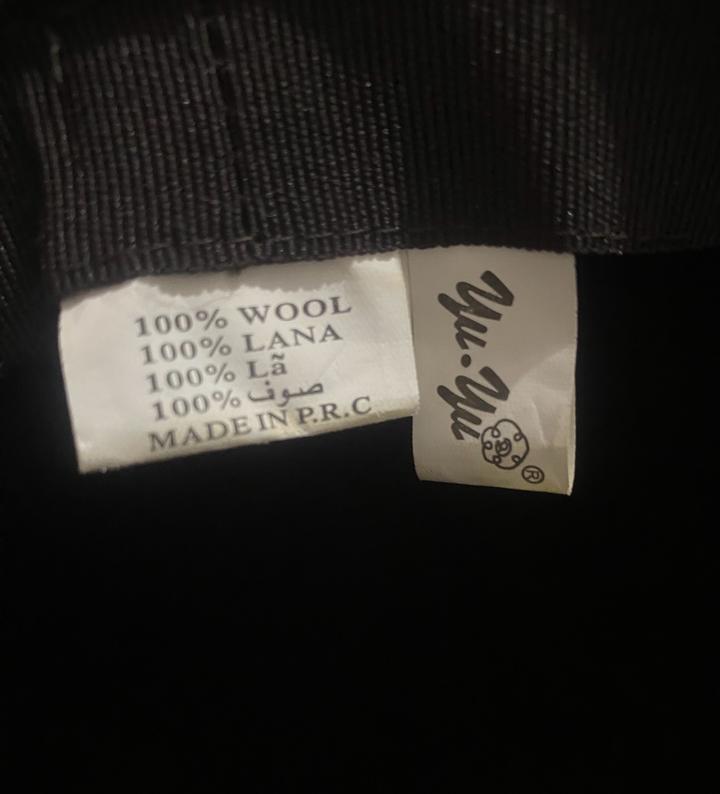 100% WOOL
100% LANA
100% Lã
100% صوف
MADE IN P.R.C
Yu.Yu
®